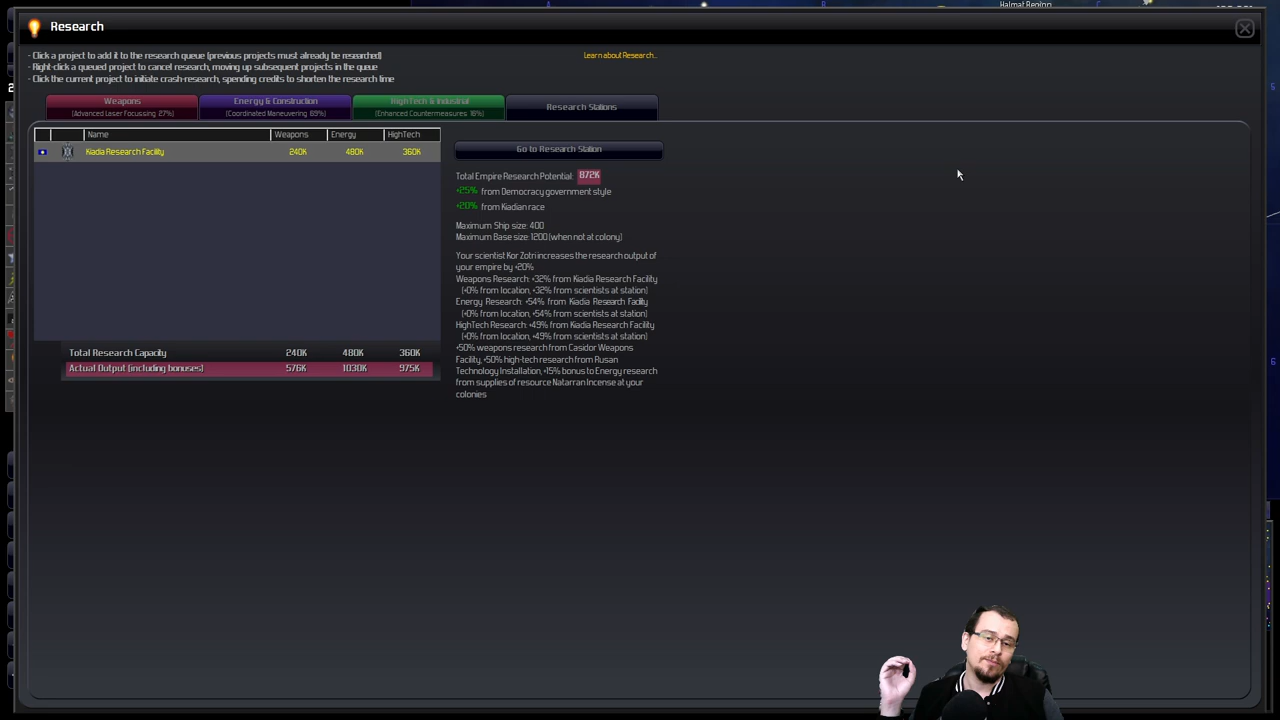 Halmat Region
Research
- Click a project to add it to the research queue (previous projects must already be researched)
- Right-click a queued project to cancel research, moving up subsequent projects in the queue
- Click the current project to initiate crash-research, spending credits to shorten the research time
Learn about Research...
Weapons
(Advanced Laser Focussing 27%)
Energy & Construction
(Coordinated Maneuvering 69%)
HighTech & Industrial
(Enhanced Countermeasures 16%)
Research Stations
Name Weapons Energy HighTech
Kiadia Research Facility 240K 480K 360K
Total Research Capacity 240K 480K 360K
Actual Output (including bonuses) 576K 1030K 975K
Go to Research Station
Total Empire Research Potential: 872K
+25% from Democracy government style
+20% from Kiadian race
Maximum Ship size: 400
Maximum Base size: 1200 (when not at colony)
Your scientist Kor Zotri increases the research output of
your empire by +20%
Weapons Research: +32% from Kiadia Research Facility
(+0% from location, +32% from scientists at station)
Energy Research: +54% from Kiadia Research Facility
(+0% from location, +54% from scientists at station)
HighTech Research: +49% from Kiadia Research Facility
(+0% from location, +49% from scientists at station)
+50% weapons research from Casidor Weapons
Facility, +50% high-tech research from Rusan
Technology Installation, +15% bonus to Energy research
from supplies of resource Natarran Incense at your
colonies